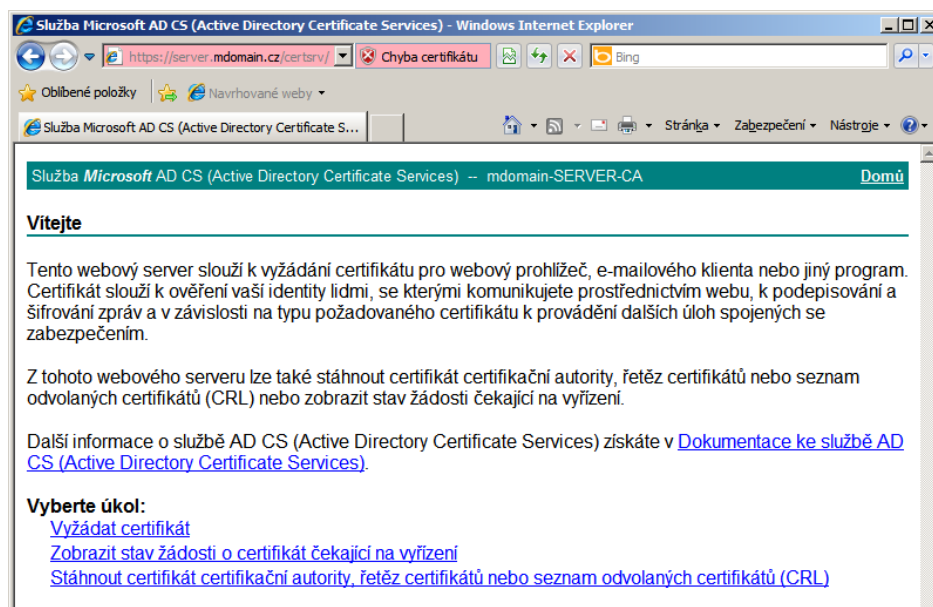 Služba Microsoft AD CS (Active Directory Certificate Services) - Windows Internet Explorer
https://server.mdomain.cz/certsrv/ Chyba certifikátu Bing
Oblíbené položky Navrhované weby
Služba Microsoft AD CS (Active Directory Certificate S... Stránka Zabezpečení Nástroje
Služba Microsoft AD CS (Active Directory Certificate Services) -- mdomain-SERVER-CA Domů
Vítejte
Tento webový server slouží k vyžádání certifikátu pro webový prohlížeč, e-mailového klienta nebo jiný program.
Certifikát slouží k ověření vaší identity lidmi, se kterými komunikujete prostřednictvím webu, k podepisování a
šifrování zpráv a v závislosti na typu požadovaného certifikátu k provádění dalších úloh spojených se
zabezpečením.
Z tohoto webového serveru lze také stáhnout certifikát certifikační autority, řetěz certifikátů nebo seznam
odvolaných certifikátů (CRL) nebo zobrazit stav žádosti čekající na vyřízení.
Další informace o službě AD CS (Active Directory Certificate Services) získáte v Dokumentace ke službě AD
CS (Active Directory Certificate Services).
Vyberte úkol:
Vyžádat certifikát
Zobrazit stav žádosti o certifikát čekající na vyřízení
Stáhnout certifikát certifikační autority, řetěz certifikátů nebo seznam odvolaných certifikátů (CRL)